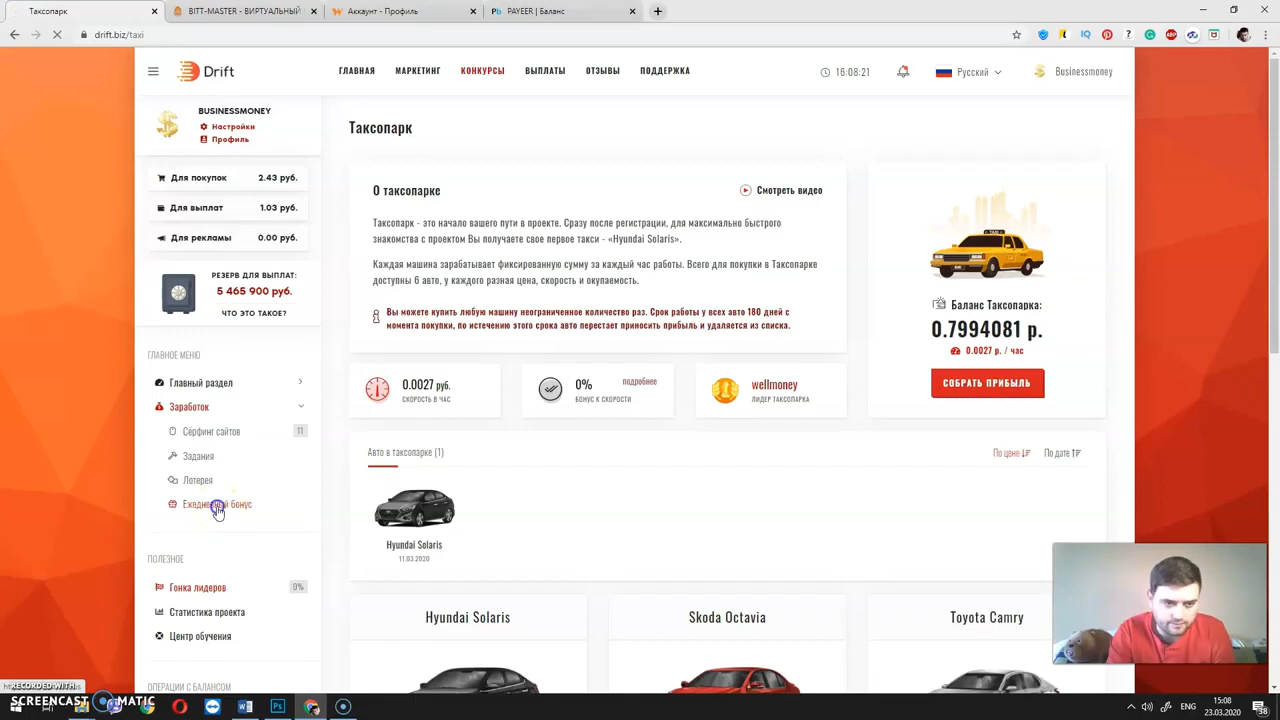 Таксопарк
BITT-MASTER - ВИРТУАЛЬНЫЙ
Аккаунт - Профиль
PAYEER | Баланс
drift.biz/taxi
Drift
ГЛАВНАЯ
МАРКЕТИНГ
КОНКУРСЫ
ВЫПЛАТЫ
ОТЗЫВЫ
ПОДДЕРЖКА
16:08:21
Русский
Businessmoney
BUSINESSMONEY
Настройки
Профиль
Для покупок 2.43 руб.
Для выплат 1.03 руб.
Для рекламы 0.00 руб.
РЕЗЕРВ ДЛЯ ВЫПЛАТ:
5 465 900 руб.
ЧТО ЭТО ТАКОЕ?
ГЛАВНОЕ МЕНЮ
Главный раздел
Заработок
Сёрфинг сайтов 11
Задания
Лотерея
Ежедневный бонус
ПОЛЕЗНОЕ
Гонка лидеров 0%
Статистика проекта
Центр обучения
ОПЕРАЦИИ С БАЛАНСОМ
Таксопарк
О таксопарке
Смотреть видео
Таксопарк - это начало вашего пути в проекте. Сразу после регистрации, для максимально быстрого
знакомства с проектом Вы получаете свое первое такси - «Hyundai Solaris».
Каждая машина зарабатывает фиксированную сумму за каждый час работы. Всего для покупки в Таксопарке
доступны 6 авто, у каждого разная цена, скорость и окупаемость.
Вы можете купить любую машину неограниченное количество раз. Срок работы у всех авто 180 дней с
момента покупки, по истечению этого срока авто перестает приносить прибыль и удаляется из списка.
TAXI
Баланс Таксопарка:
0.7994081 р.
0.0027 р. / час
СОБРАТЬ ПРИБЫЛЬ
0.0027 руб.
СКОРОСТЬ В ЧАС
0%
подробнее
БОНУС К СКОРОСТИ
wellmoney
ЛИДЕР ТАКСОПАРКА
Авто в таксопарке (1)
По цене
По дате
Hyundai Solaris
11.03.2020
Hyundai Solaris
Skoda Octavia
Toyota Camry
RECORDED WITH
SCREENCAST MATIC
ENG
15:08
23.03.2020
38